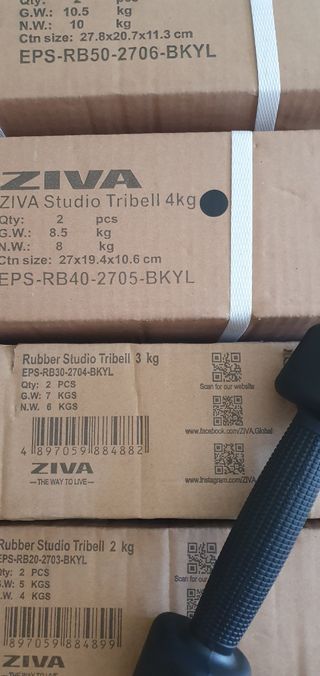 Qty: 2 pcs
G.W.: 10.5 kg
N.W.: 10 kg
Ctn size: 27.8x20.7x11.3 cm
EPS-RB50-2706-BKYL
ZIVA
ZIVA Studio Tribell 4kg
Qty: 2 pcs
G.W.: 8.5 kg
N.W.: 8 kg
Ctn size: 27x19.4x10.6 cm
EPS-RB40-2705-BKYL
Rubber Studio Tribell 3 kg
EPS-RB30-2704-BKYL
Qty: 2 PCS
G.W: 7 KGS
N.W. 6 KGS
Scan for our website
www.facebook.com/ZIVA.Global
4 897059 884882
ZIVA
—THE WAY TO LIVE—
www.Instagram.com/ZIVA
Rubber Studio Tribell 2 kg
EPS-RB20-2703-BKYL
Qty: 2 PCS
G.W: 5 KGS
N.W. 4 KGS
Scan for ou
897059 884899
ZIVA